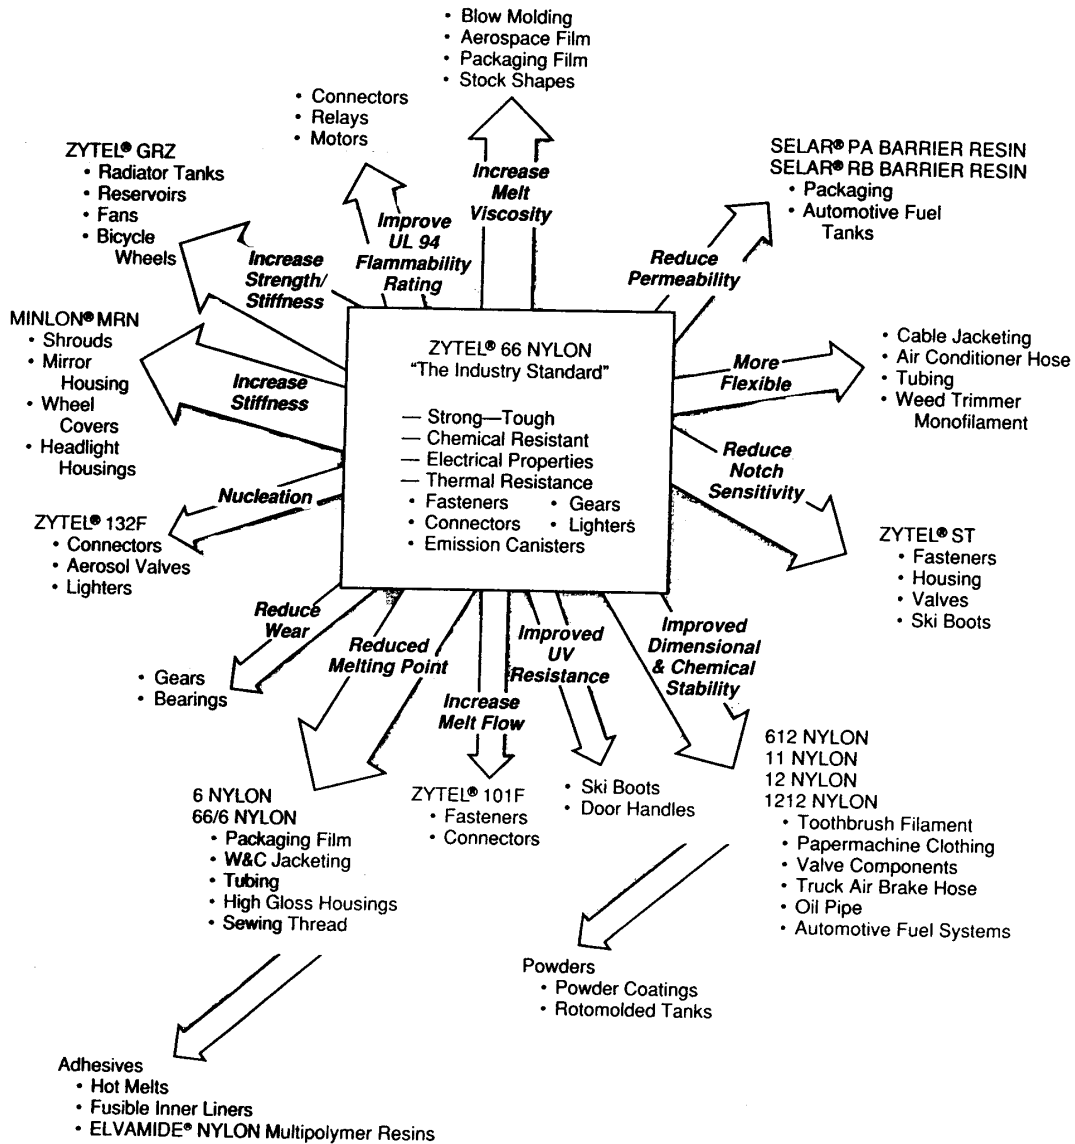 • Blow Molding
• Aerospace Film
• Packaging Film
• Stock Shapes
Increase
Melt
Viscosity
• Connectors
• Relays
• Motors
Improve
UL 94
Flammability
Rating
ZYTEL® GRZ
• Radiator Tanks
• Reservoirs
• Fans
• Bicycle
Wheels
Increase
Strength/
Stiffness
SELAR® PA BARRIER RESIN
SELAR® RB BARRIER RESIN
• Packaging
• Automotive Fuel
Tanks
Reduce
Permeability
MINLON® MRN
• Shrouds
• Mirror
Housing
• Wheel
Covers
• Headlight
Housings
Increase
Stiffness
ZYTEL® 66 NYLON
"The Industry Standard"
— Strong—Tough
— Chemical Resistant
— Electrical Properties
— Thermal Resistance
• Fasteners • Gears
• Connectors • Lighters
• Emission Canisters
More
Flexible
• Cable Jacketing
• Air Conditioner Hose
• Tubing
• Weed Trimmer
Monofilament
Reduce
Notch
Sensitivity
ZYTEL® ST
• Fasteners
• Housing
• Valves
• Ski Boots
Nucleation
ZYTEL® 132F
• Connectors
• Aerosol Valves
• Lighters
Reduce
Wear
• Gears
• Bearings
Reduced
Melting Point
6 NYLON
66/6 NYLON
• Packaging Film
• W&C Jacketing
• Tubing
• High Gloss Housings
• Sewing Thread
Increase
Melt Flow
ZYTEL® 101F
• Fasteners
• Connectors
Improved
UV
Resistance
• Ski Boots
• Door Handles
Improved
Dimensional
& Chemical
Stability
612 NYLON
11 NYLON
12 NYLON
1212 NYLON
• Toothbrush Filament
• Papermachine Clothing
• Valve Components
• Truck Air Brake Hose
• Oil Pipe
• Automotive Fuel Systems
Powders
• Powder Coatings
• Rotomolded Tanks
Adhesives
• Hot Melts
• Fusible Inner Liners
• ELVAMIDE® NYLON Multipolymer Resins